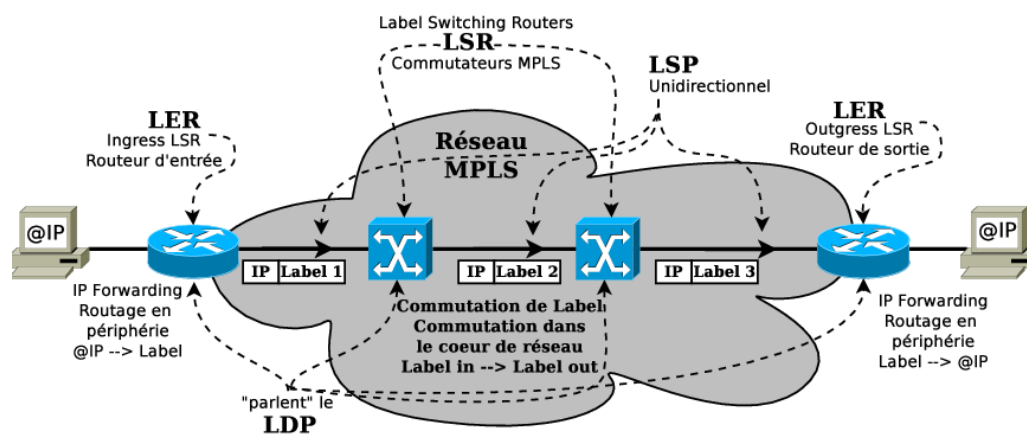 Label Switching Routers
LSR
Commutateurs MPLS
LSP
Unidirectionnel
LER
Ingress LSR
Routeur d'entrée
LER
Outgress LSR
Routeur de sortie
Réseau
MPLS
@IP
@IP
IP Label 1
IP Label 2
IP Label 3
IP Forwarding
Routage en
périphérie
@IP --> Label
Commutation de Label
Commutation dans
le coeur de réseau
Label in --> Label out
IP Forwarding
Routage en
périphérie
Label --> @IP
"parlent" le
LDP